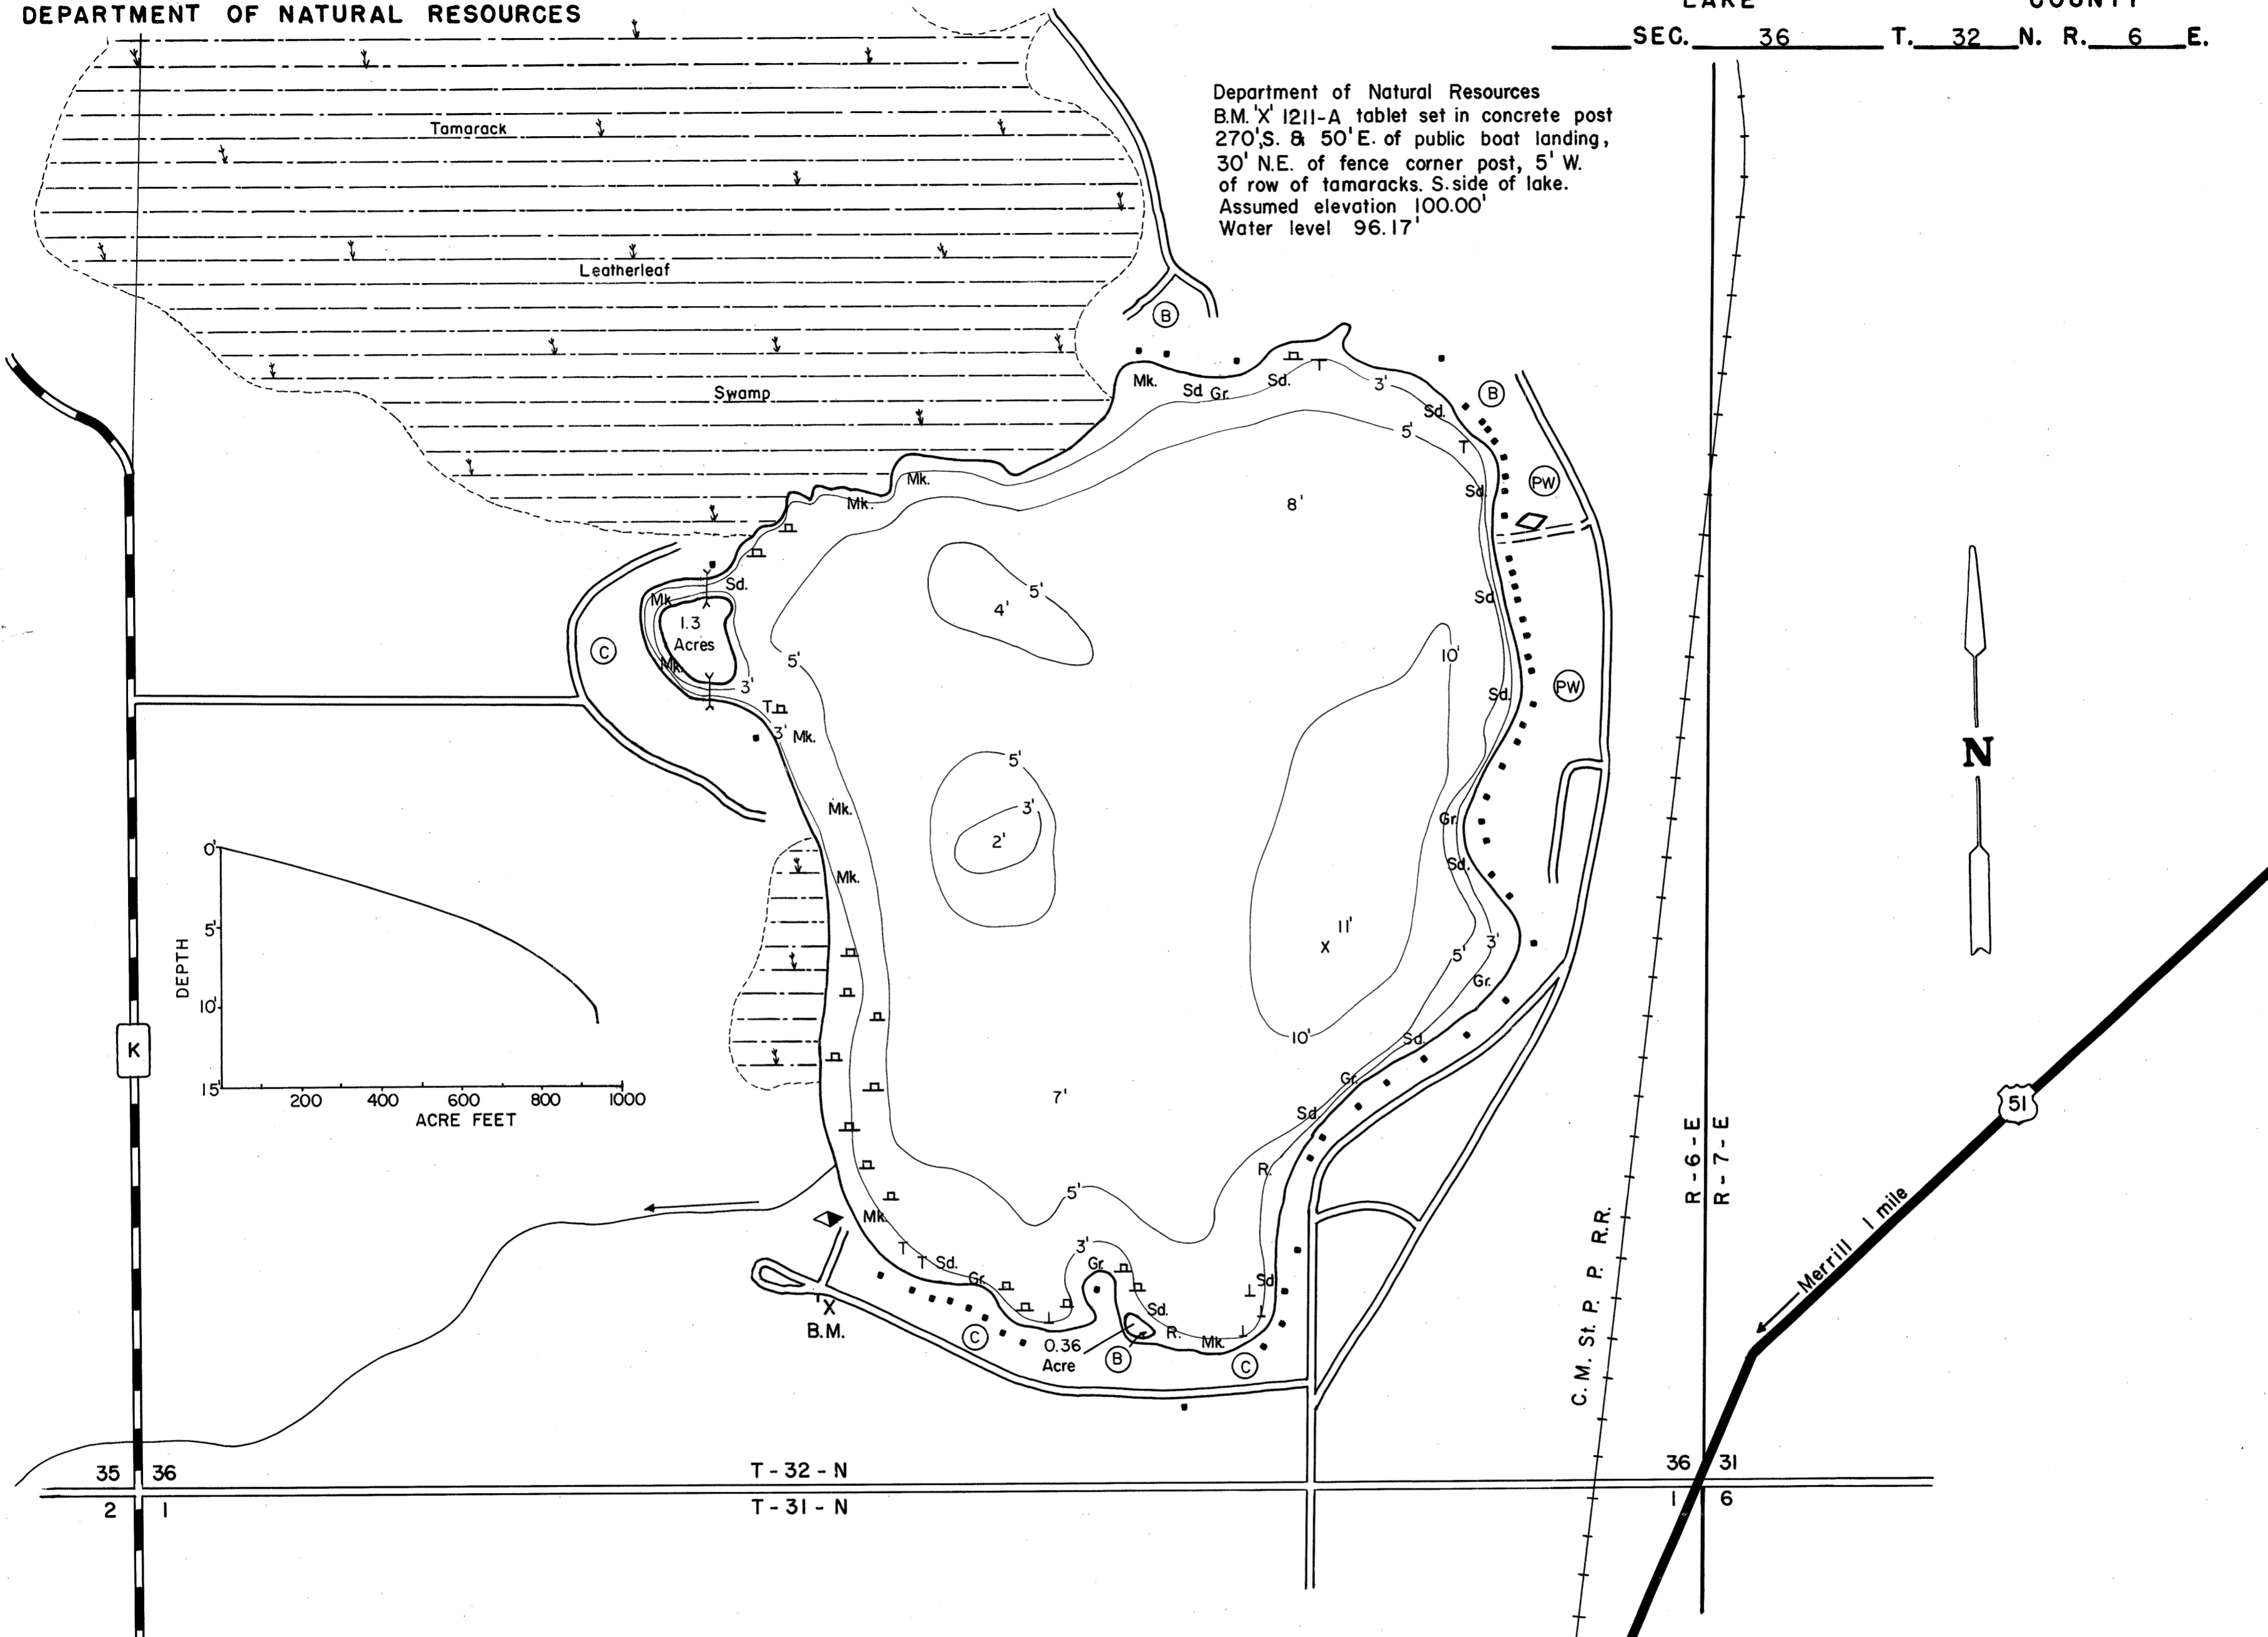 DEPARTMENT OF NATURAL RESOURCES
LAKE COUNTY
SEC. 36 T. 32 N. R. 6 E.
Department of Natural Resources
B.M. 'X' 1211-A tablet set in concrete post
270' S. & 50' E. of public boat landing,
30' N.E. of fence corner post, 5' W.
of row of tamaracks. S. side of lake.
Assumed elevation 100.00'
Water level 96.17'
Tamarack
Leatherleaf
Swamp
B
Mk.
Sd Gr.
Sd.
T
3'
Sd.
B
5'
T
Mk.
Mk.
8'
Sd.
PW
Sd.
Mk.
1.3
Acres
Mk.
C
5'
4'
Sd.
5'
10'
3'
Sd.
PW
T
3'
Mk.
5'
3'
2'
Mk.
Gr.
Sd.
Mk.
11'
X
3'
5'
Gr.
10'
Sd.
0'
5'
10'
15'
DEPTH
200 400 600 800 1000
ACRE FEET
K
7'
Gr.
Sd.
R.
5'
51
R-6-E
R-7-E
N
Merrill 1 mile
C. M. St. P. P. R.R.
Mk.
T
T
Sd.
Gr.
3'
Gr.
Sd.
Sd.
R.
Mk.
X
B.M.
C
0.36
Acre
B
C
35 36
T-32-N
36 31
2 1
T-31-N
1 6